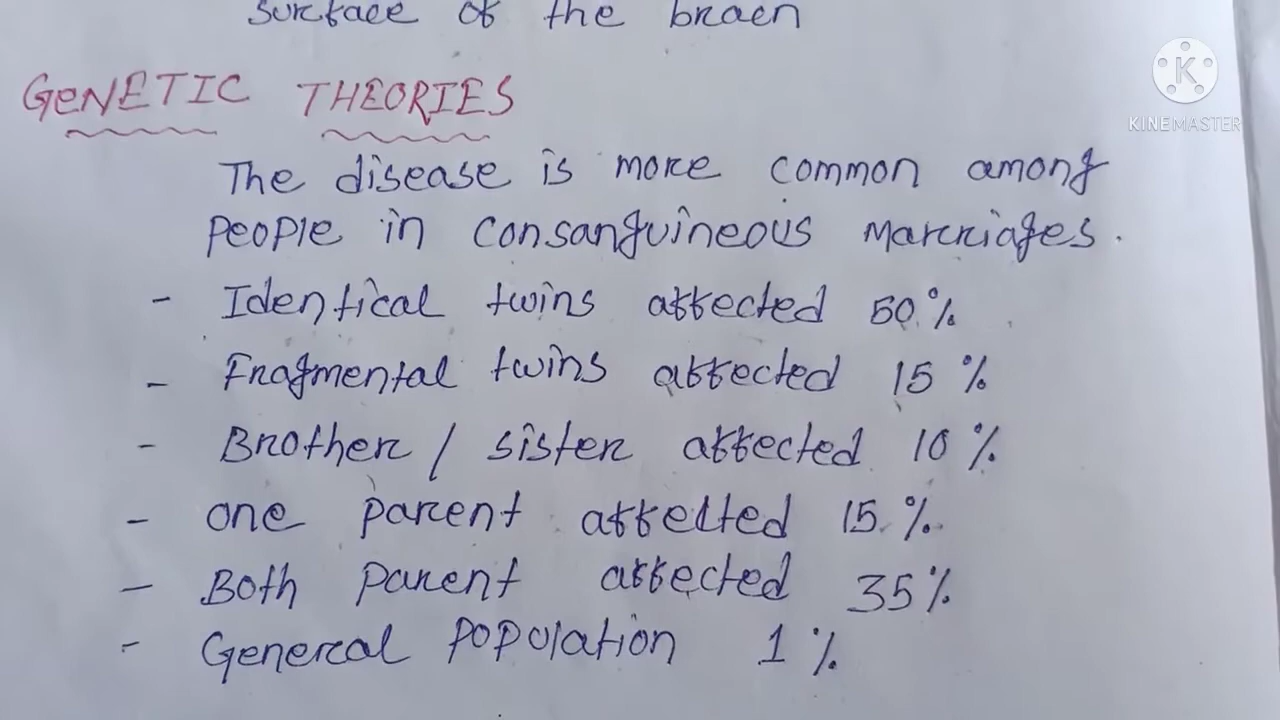 Surface of the braen
GENETIC THEORIES
KINEMASTER
The disease is more common among
people in consanguineous Marriages.
- Identical twins affected 50%
- Fragmental twins affected 15%
- Brother / sister affected 10%
- one parent affected 15%
- Both parent affected 35%
- General population 1%